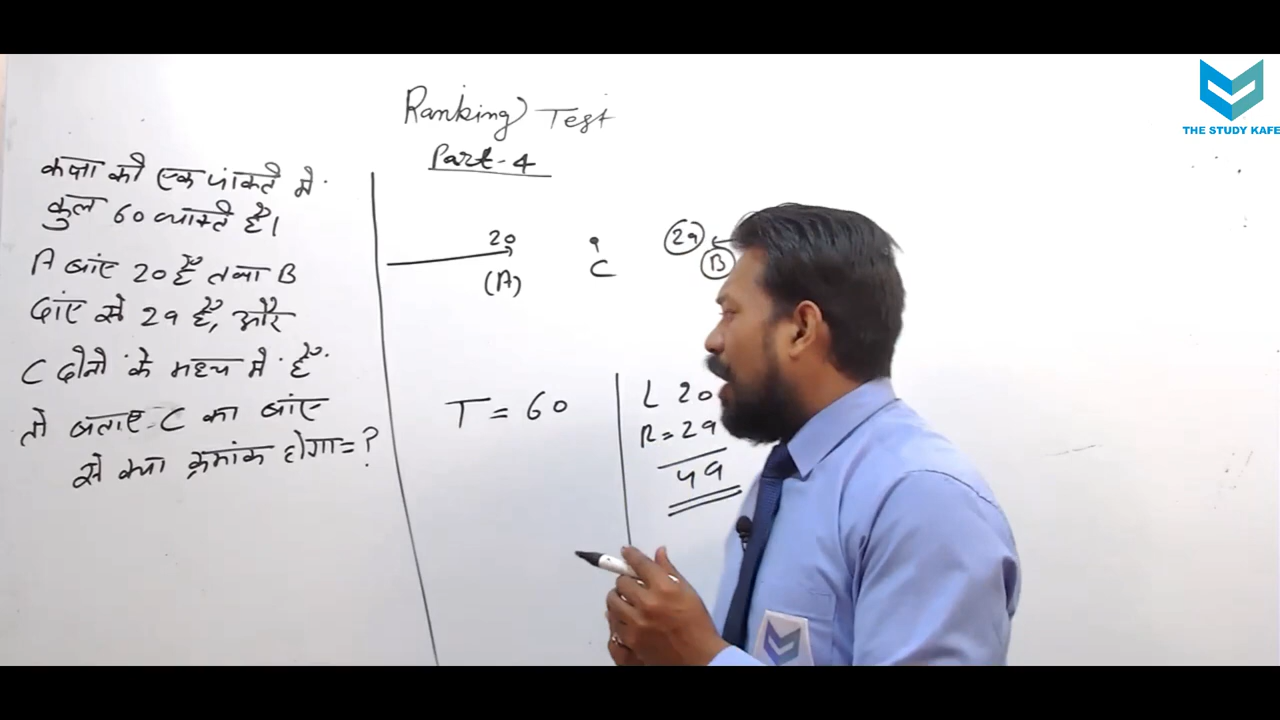 Ranking Test
Part-4
THE STUDY KAFE
कक्षा की एक पंक्ति में
कुल 60 व्यक्ति है।
A बांए 20 हैं तथा B
दांए से 29 हैं, और
C दोनों के मध्य में हैं
तो बताए C का बांए
से क्या क्रमांक होगा=?
20
(A)
C
29
B
T = 60
L 20
R = 29
49